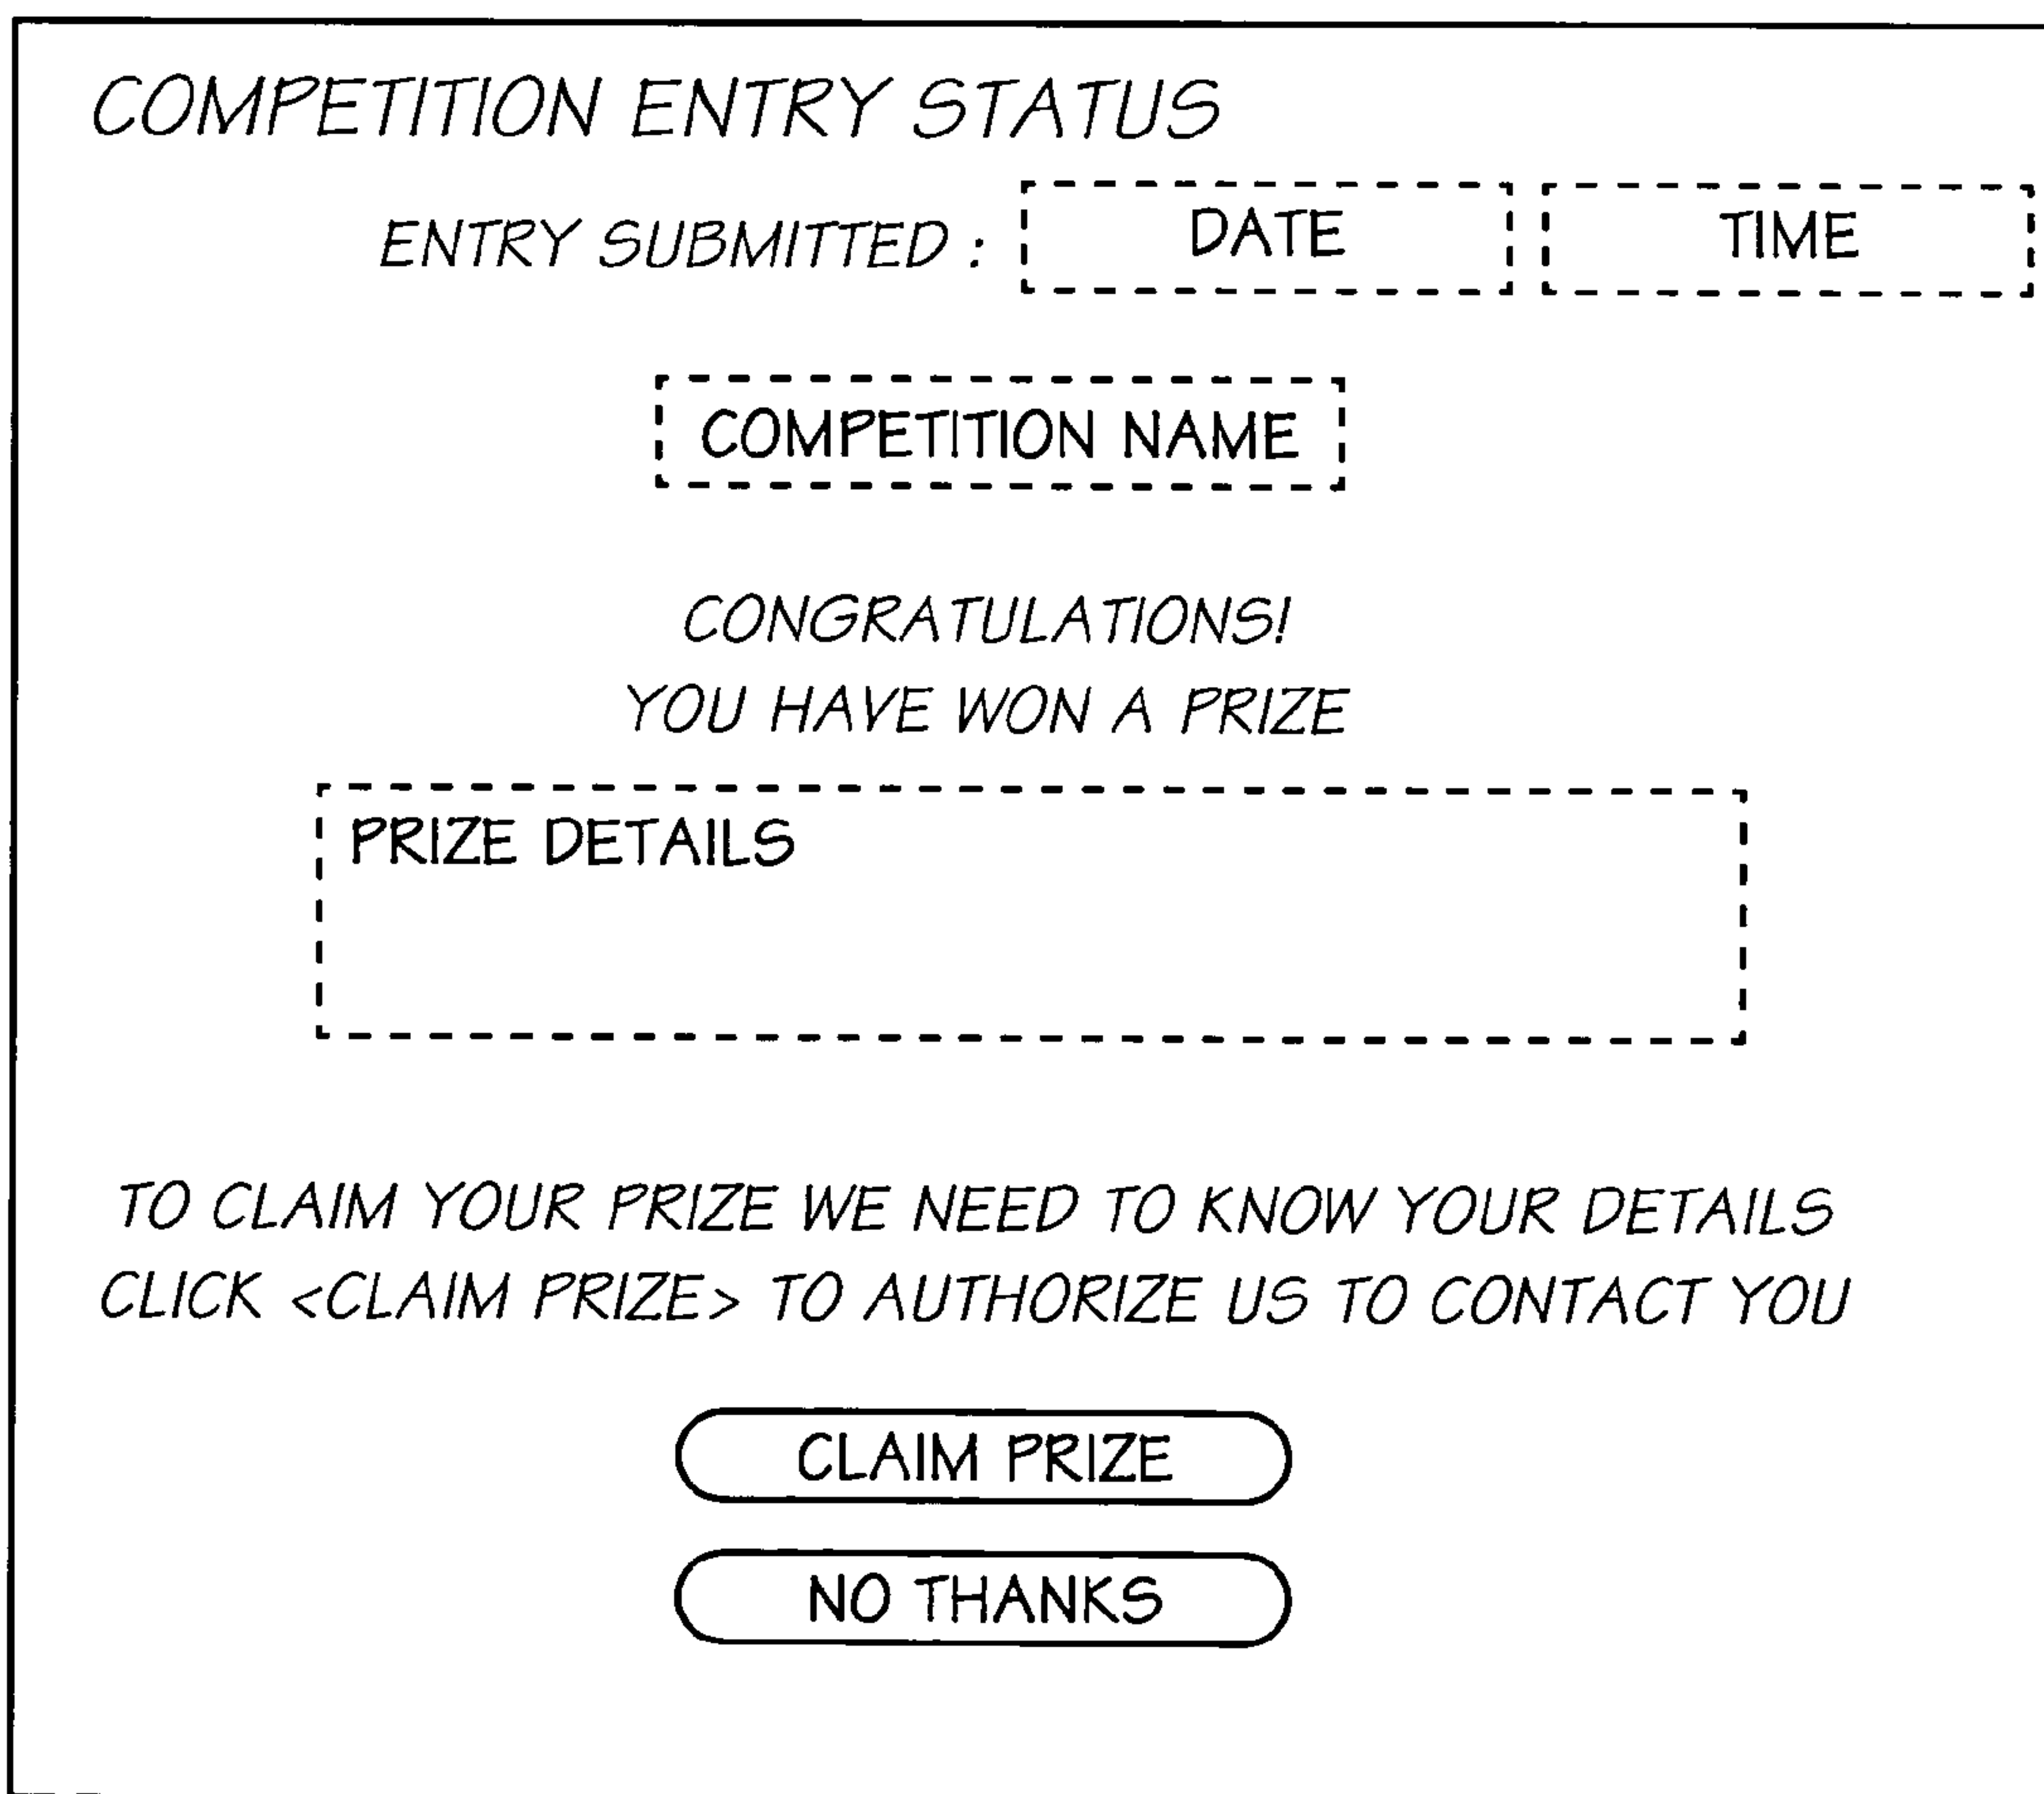 COMPETITION ENTRY STATUS
ENTRY SUBMITTED : DATE TIME
COMPETITION NAME
CONGRATULATIONS!
YOU HAVE WON A PRIZE
PRIZE DETAILS
TO CLAIM YOUR PRIZE WE NEED TO KNOW YOUR DETAILS
CLICK <CLAIM PRIZE> TO AUTHORIZE US TO CONTACT YOU
CLAIM PRIZE
NO THANKS